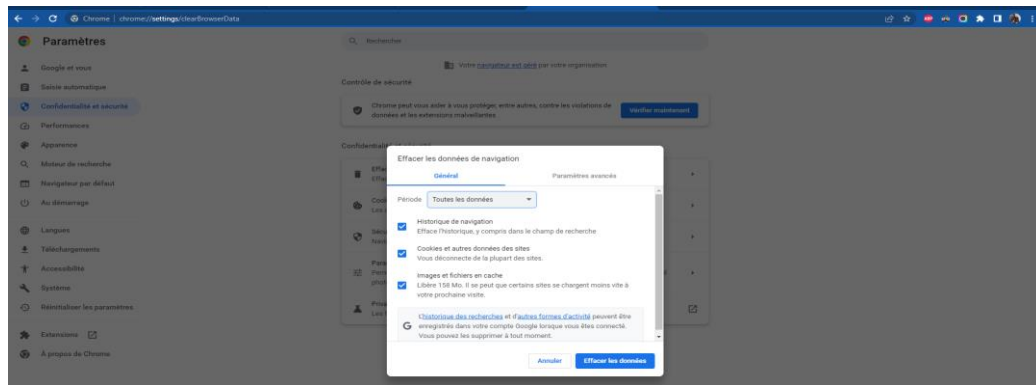 Chrome | chrome://settings/clearBrowserData
Paramètres
Rechercher
Google et vous
Saisie automatique
Confidentialité et sécurité
Performances
Apparence
Moteur de recherche
Navigateur par défaut
Au démarrage
Langues
Téléchargements
Accessibilité
Système
Réinitialiser les paramètres
Extensions
À propos de Chrome
Votre navigateur est géré par votre organisation
Contrôle de sécurité
Chrome peut vous aider à vous protéger, entre autres, contre les violations de
données et les extensions malveillantes
Vérifier maintenant
Confidentialité et sécurité
Effacer les données de navigation
Général
Paramètres avancés
Période
Toutes les données
Historique de navigation
Efface l'historique, y compris dans le champ de recherche
Cookies et autres données des sites
Vous déconnecte de la plupart des sites.
Images et fichiers en cache
Libère 158 Mo. Il se peut que certains sites se chargent moins vite à
votre prochaine visite.
L'historique des recherches et d'autres formes d'activité peuvent être
enregistrés dans votre compte Google lorsque vous êtes connecté.
Vous pouvez les supprimer à tout moment.
Annuler
Effacer les données